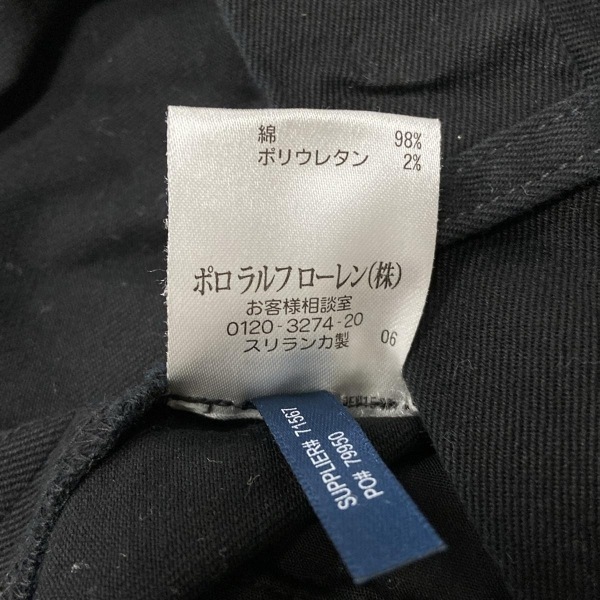 綿 98%
ポリウレタン 2%
ポロ ラルフ ローレン(株)
お客様相談室
0120-3274-20
スリランカ製 06
SUPPLIER# 71567
PO# 79950